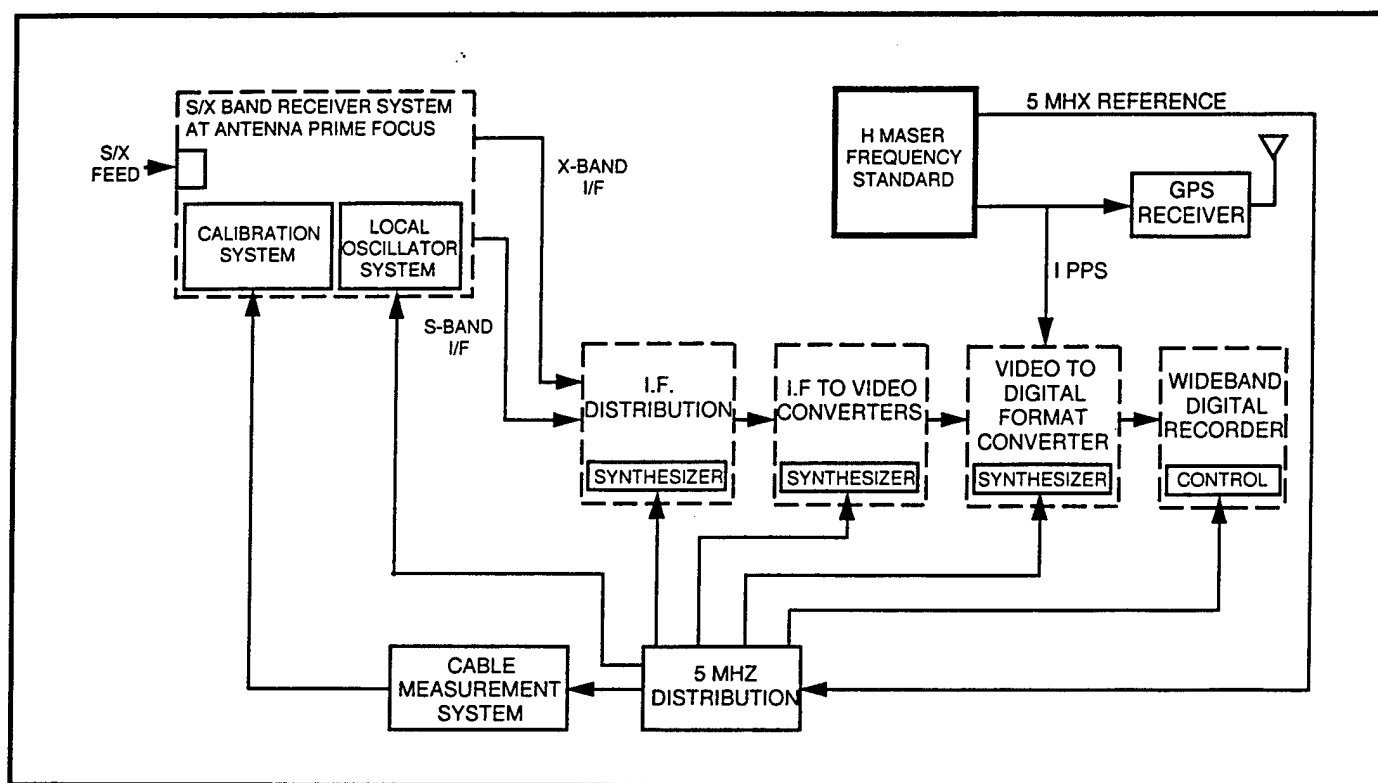 S/X BAND RECEIVER SYSTEM
AT ANTENNA PRIME FOCUS
S/X
FEED
CALIBRATION
SYSTEM
LOCAL
OSCILLATOR
SYSTEM
X-BAND
I/F
S-BAND
I/F
H MASER
FREQUENCY
STANDARD
5 MHX REFERENCE
GPS
RECEIVER
I PPS
I.F.
DISTRIBUTION
SYNTHESIZER
I.F TO VIDEO
CONVERTERS
SYNTHESIZER
VIDEO TO
DIGITAL
FORMAT
CONVERTER
SYNTHESIZER
WIDEBAND
DIGITAL
RECORDER
CONTROL
CABLE
MEASUREMENT
SYSTEM
5 MHZ
DISTRIBUTION